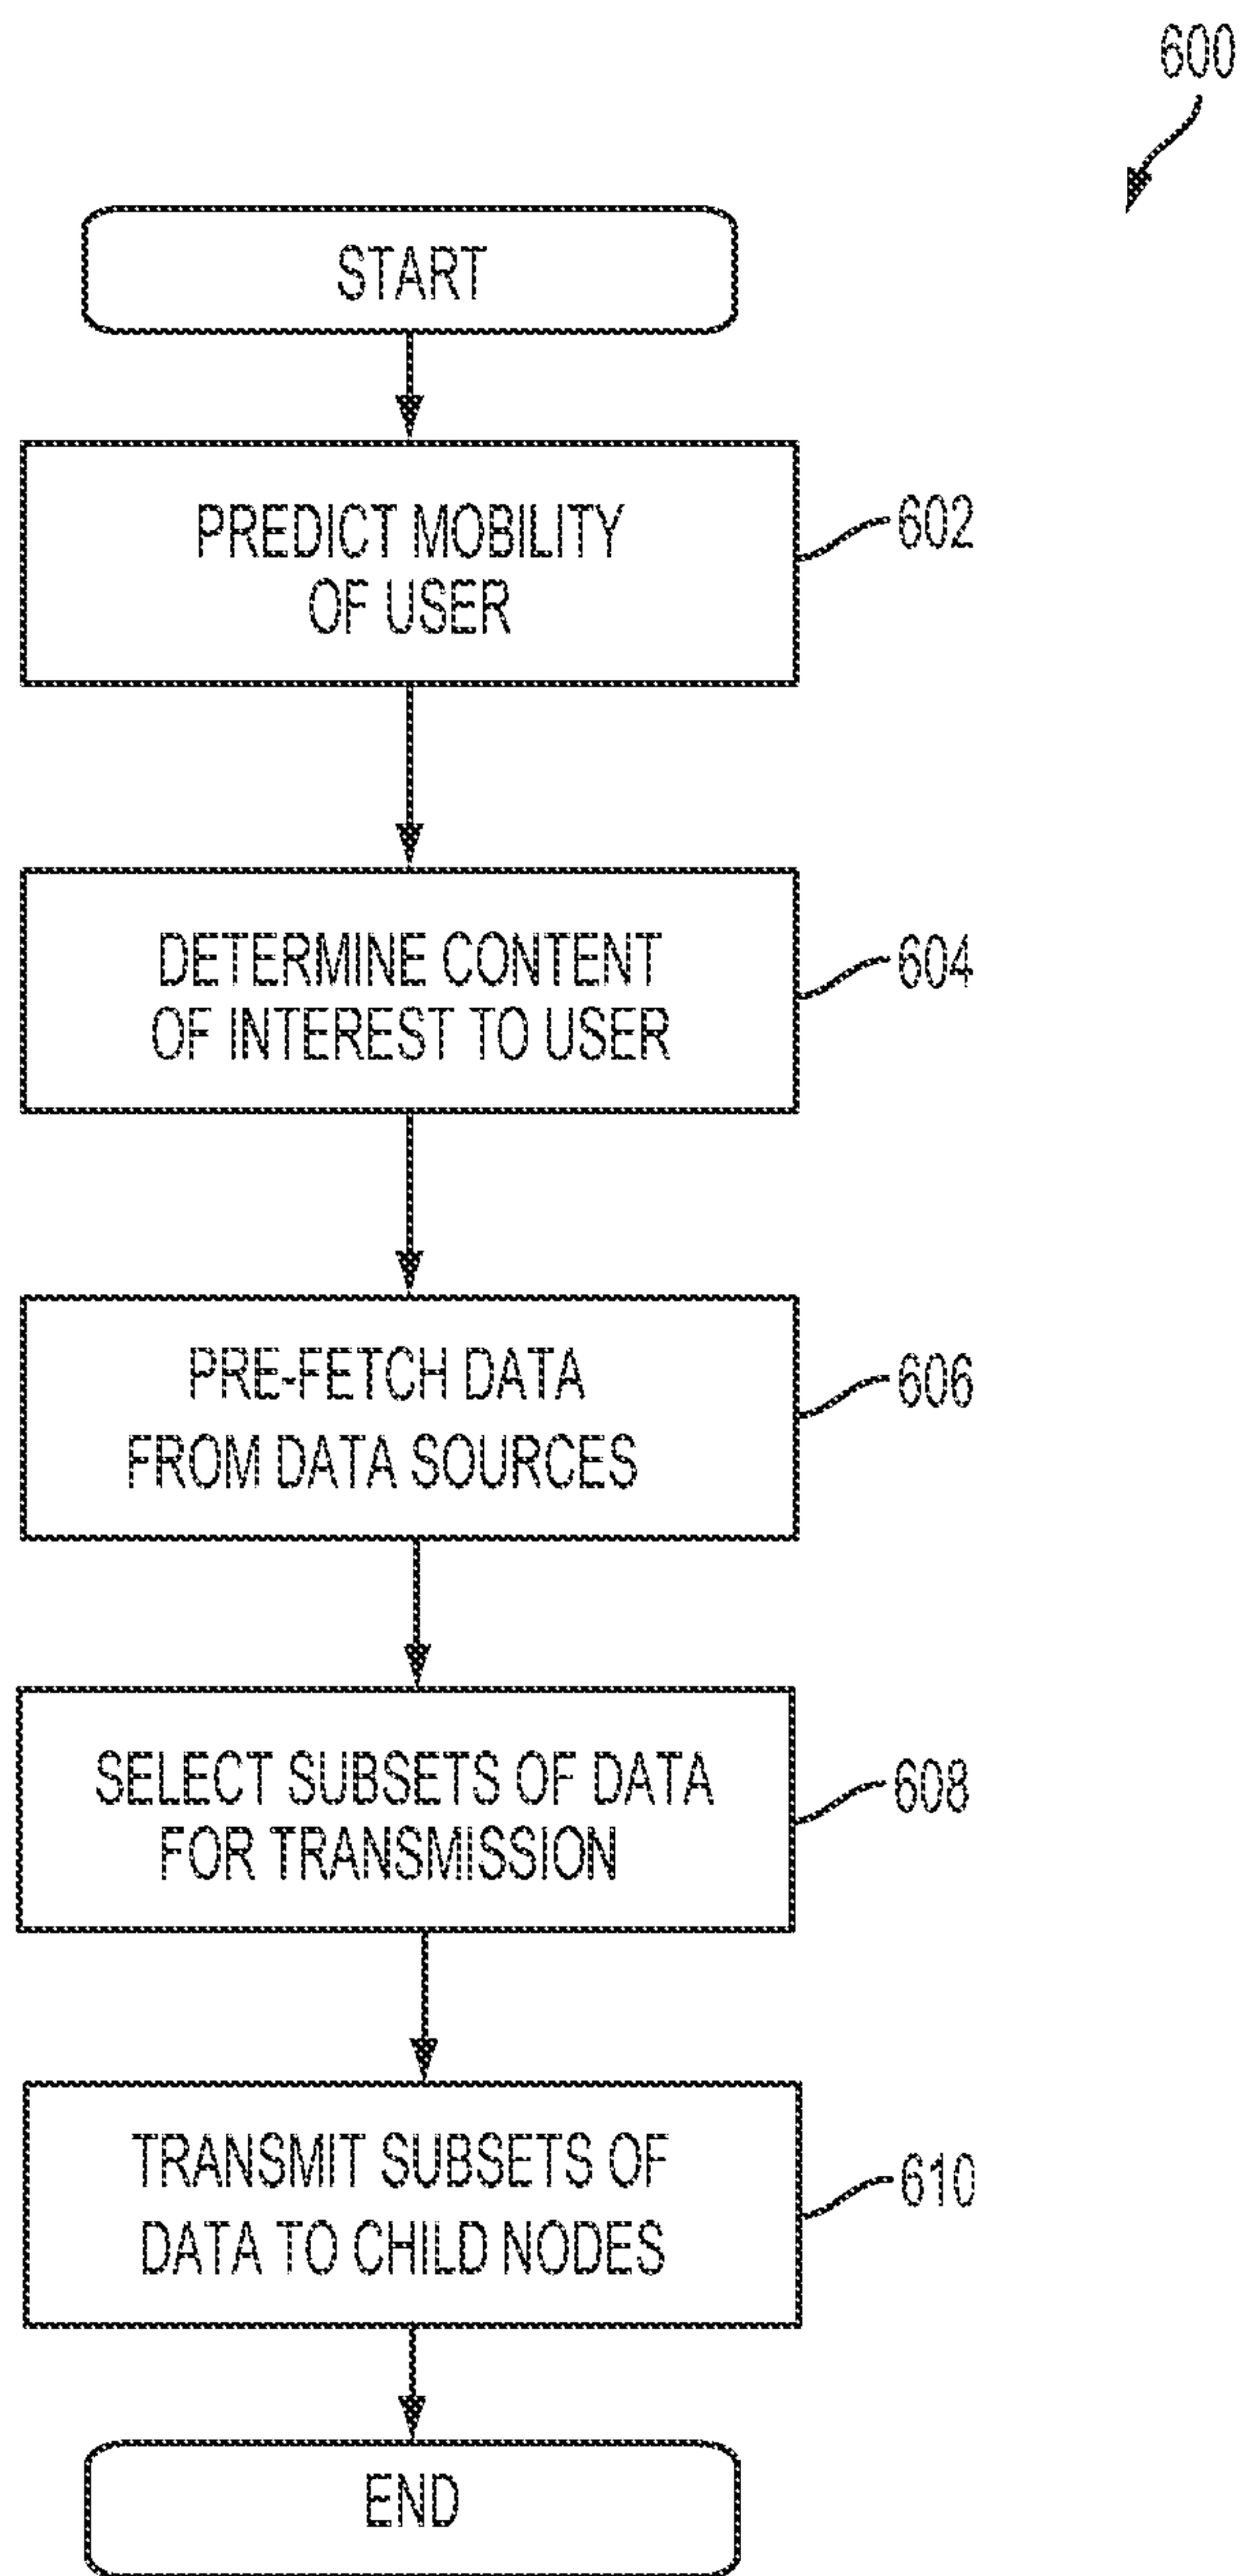 600
START
PREDICT MOBILITY
OF USER
602
DETERMINE CONTENT
OF INTEREST TO USER
604
PRE-FETCH DATA
FROM DATA SOURCES
606
SELECT SUBSETS OF DATA
FOR TRANSMISSION
608
TRANSMIT SUBSETS OF
DATA TO CHILD NODES
610
END